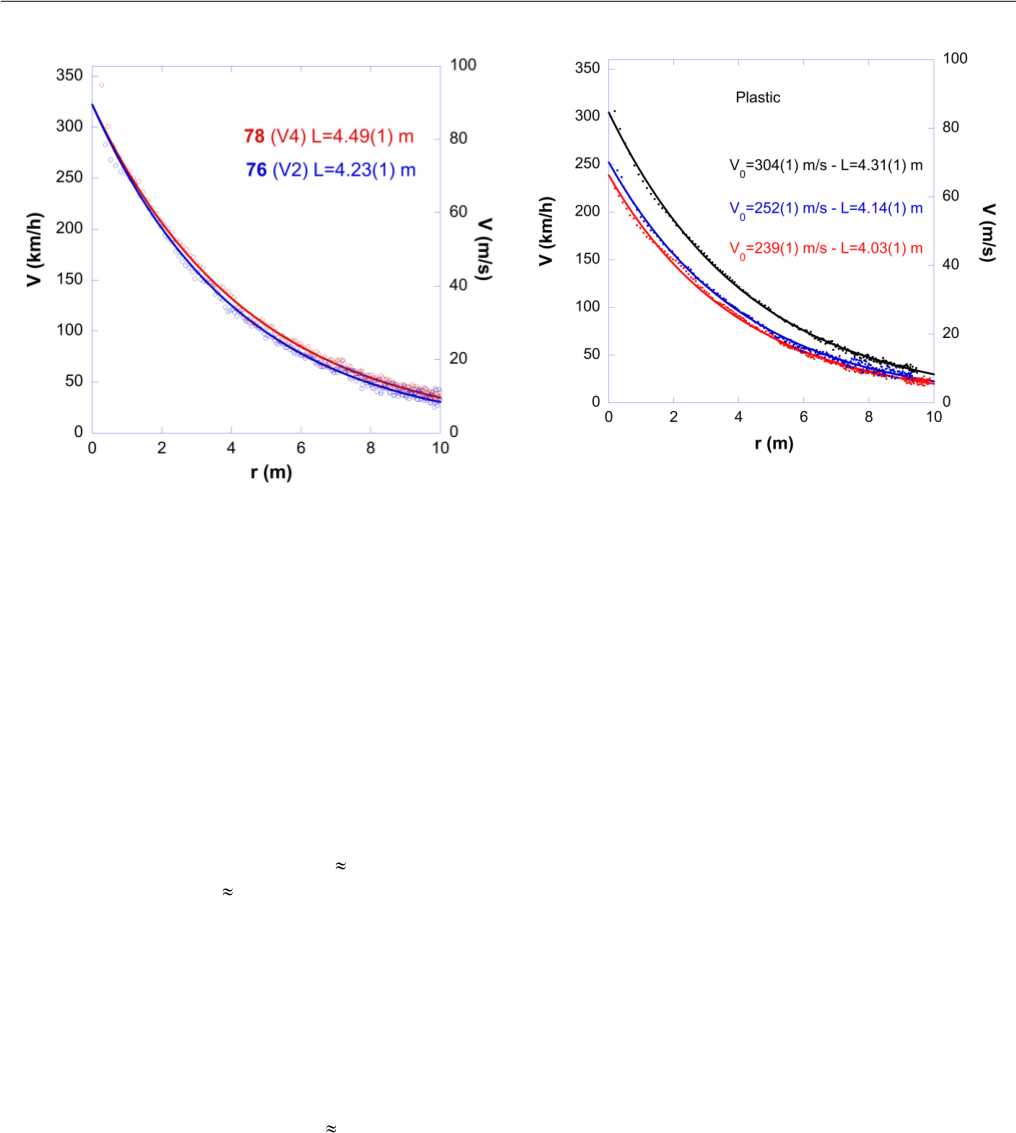 350
300
250
200
150
100
50
0
V (km/h)
100
80
60
40
20
0
V (m/s)
78 (V4) L=4.49(1) m
76 (V2) L=4.23(1) m
0 2 4 6 8 10
r (m)
350
300
250
200
150
100
50
0
V (km/h)
100
80
60
40
20
0
V (m/s)
Plastic
V0=304(1) m/s - L=4.31(1) m
V0=252(1) m/s - L=4.14(1) m
V0=239(1) m/s - L=4.03(1) m
0 2 4 6 8 10
r (m)
≈
≈
≈